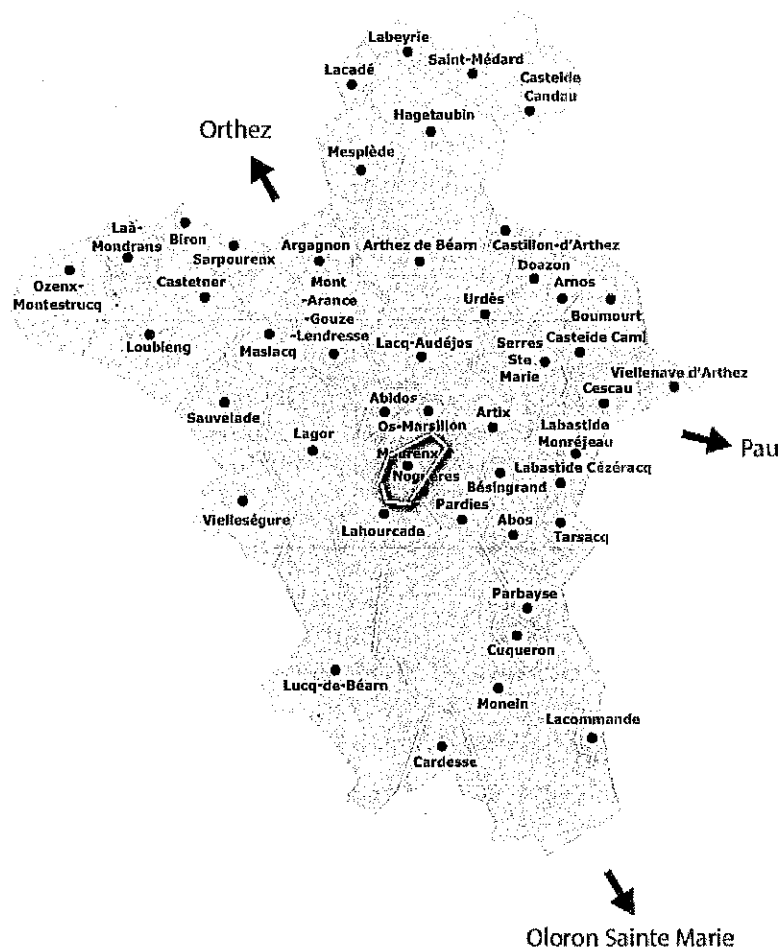 Labeyrie
Saint-Médard
Lacadé
Casteide
Candau
Hagetaubin
Orthez
Mesplède
Laà-
Mondrans
Biron
Sarpourenx
Argagnon
Arthez de Béarn
Castillon-d'Arthez
Doazon
Ozenx-
Montestrucq
Castetner
Mont
-Arance
-Gouze
-Lendresse
Urdès
Arnos
Boumourt
Loubieng
Maslacq
Lacq-Audéjos
Serres
Ste
Marie
Casteide Cami
Viellenave d'Arthez
Cescau
Sauvelade
Abidos
Os-Marsillon
Artix
Labastide
Monréjeau
Pau
Lagor
Mourenx
Noguères
Bésingrand
Labastide Cézéracq
Vielleségure
Lahourcade
Pardies
Abos
Tarsacq
Parbayse
Cuqueron
Lucq-de-Béarn
Monein
Lacommande
Cardesse
Oloron Sainte Marie